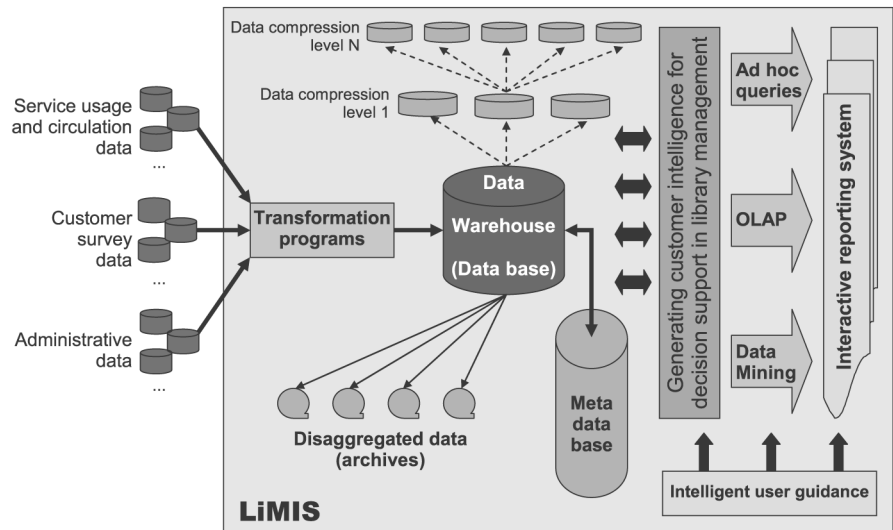 Data compression
level N
Data compression
level 1
Service usage
and circulation
data
...
Customer
survey
data
...
Administrative
data
...
Transformation
programs
Data
Warehouse
(Data base)
Disaggregated data
(archives)
Meta
data
base
Generating customer intelligence for
decision support in library management
Ad hoc
queries
OLAP
Data
Mining
Interactive reporting system
Intelligent user guidance
LiMIS